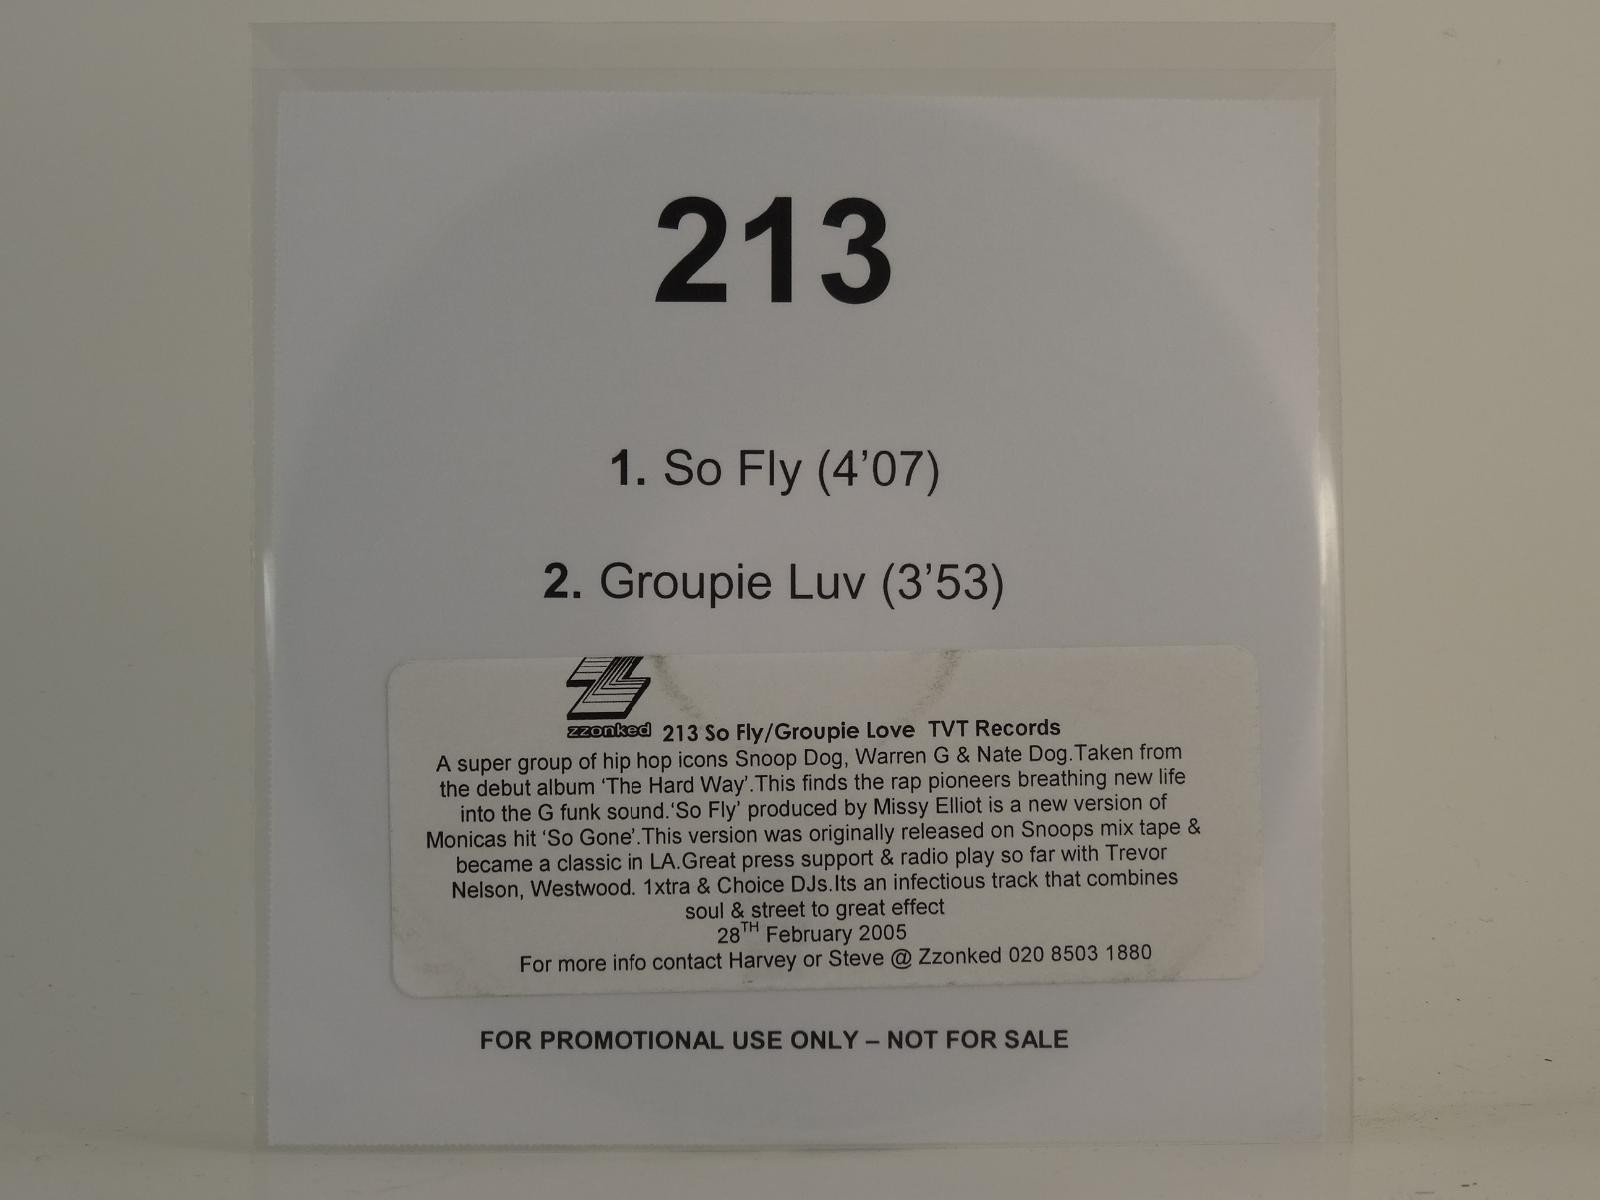 213
1. So Fly (4’07)
2. Groupie Luv (3’53)
zzonked 213 So Fly/Groupie Love TVT Records
A super group of hip hop icons Snoop Dog, Warren G & Nate Dog.Taken from
the debut album ‘The Hard Way’.This finds the rap pioneers breathing new life
into the G funk sound.‘So Fly’ produced by Missy Elliot is a new version of
Monicas hit ‘So Gone’.This version was originally released on Snoops mix tape &
became a classic in LA.Great press support & radio play so far with Trevor
Nelson, Westwood. 1xtra & Choice DJs.Its an infectious track that combines
soul & street to great effect
28TH February 2005
For more info contact Harvey or Steve @ Zzonked 020 8503 1880
FOR PROMOTIONAL USE ONLY – NOT FOR SALE